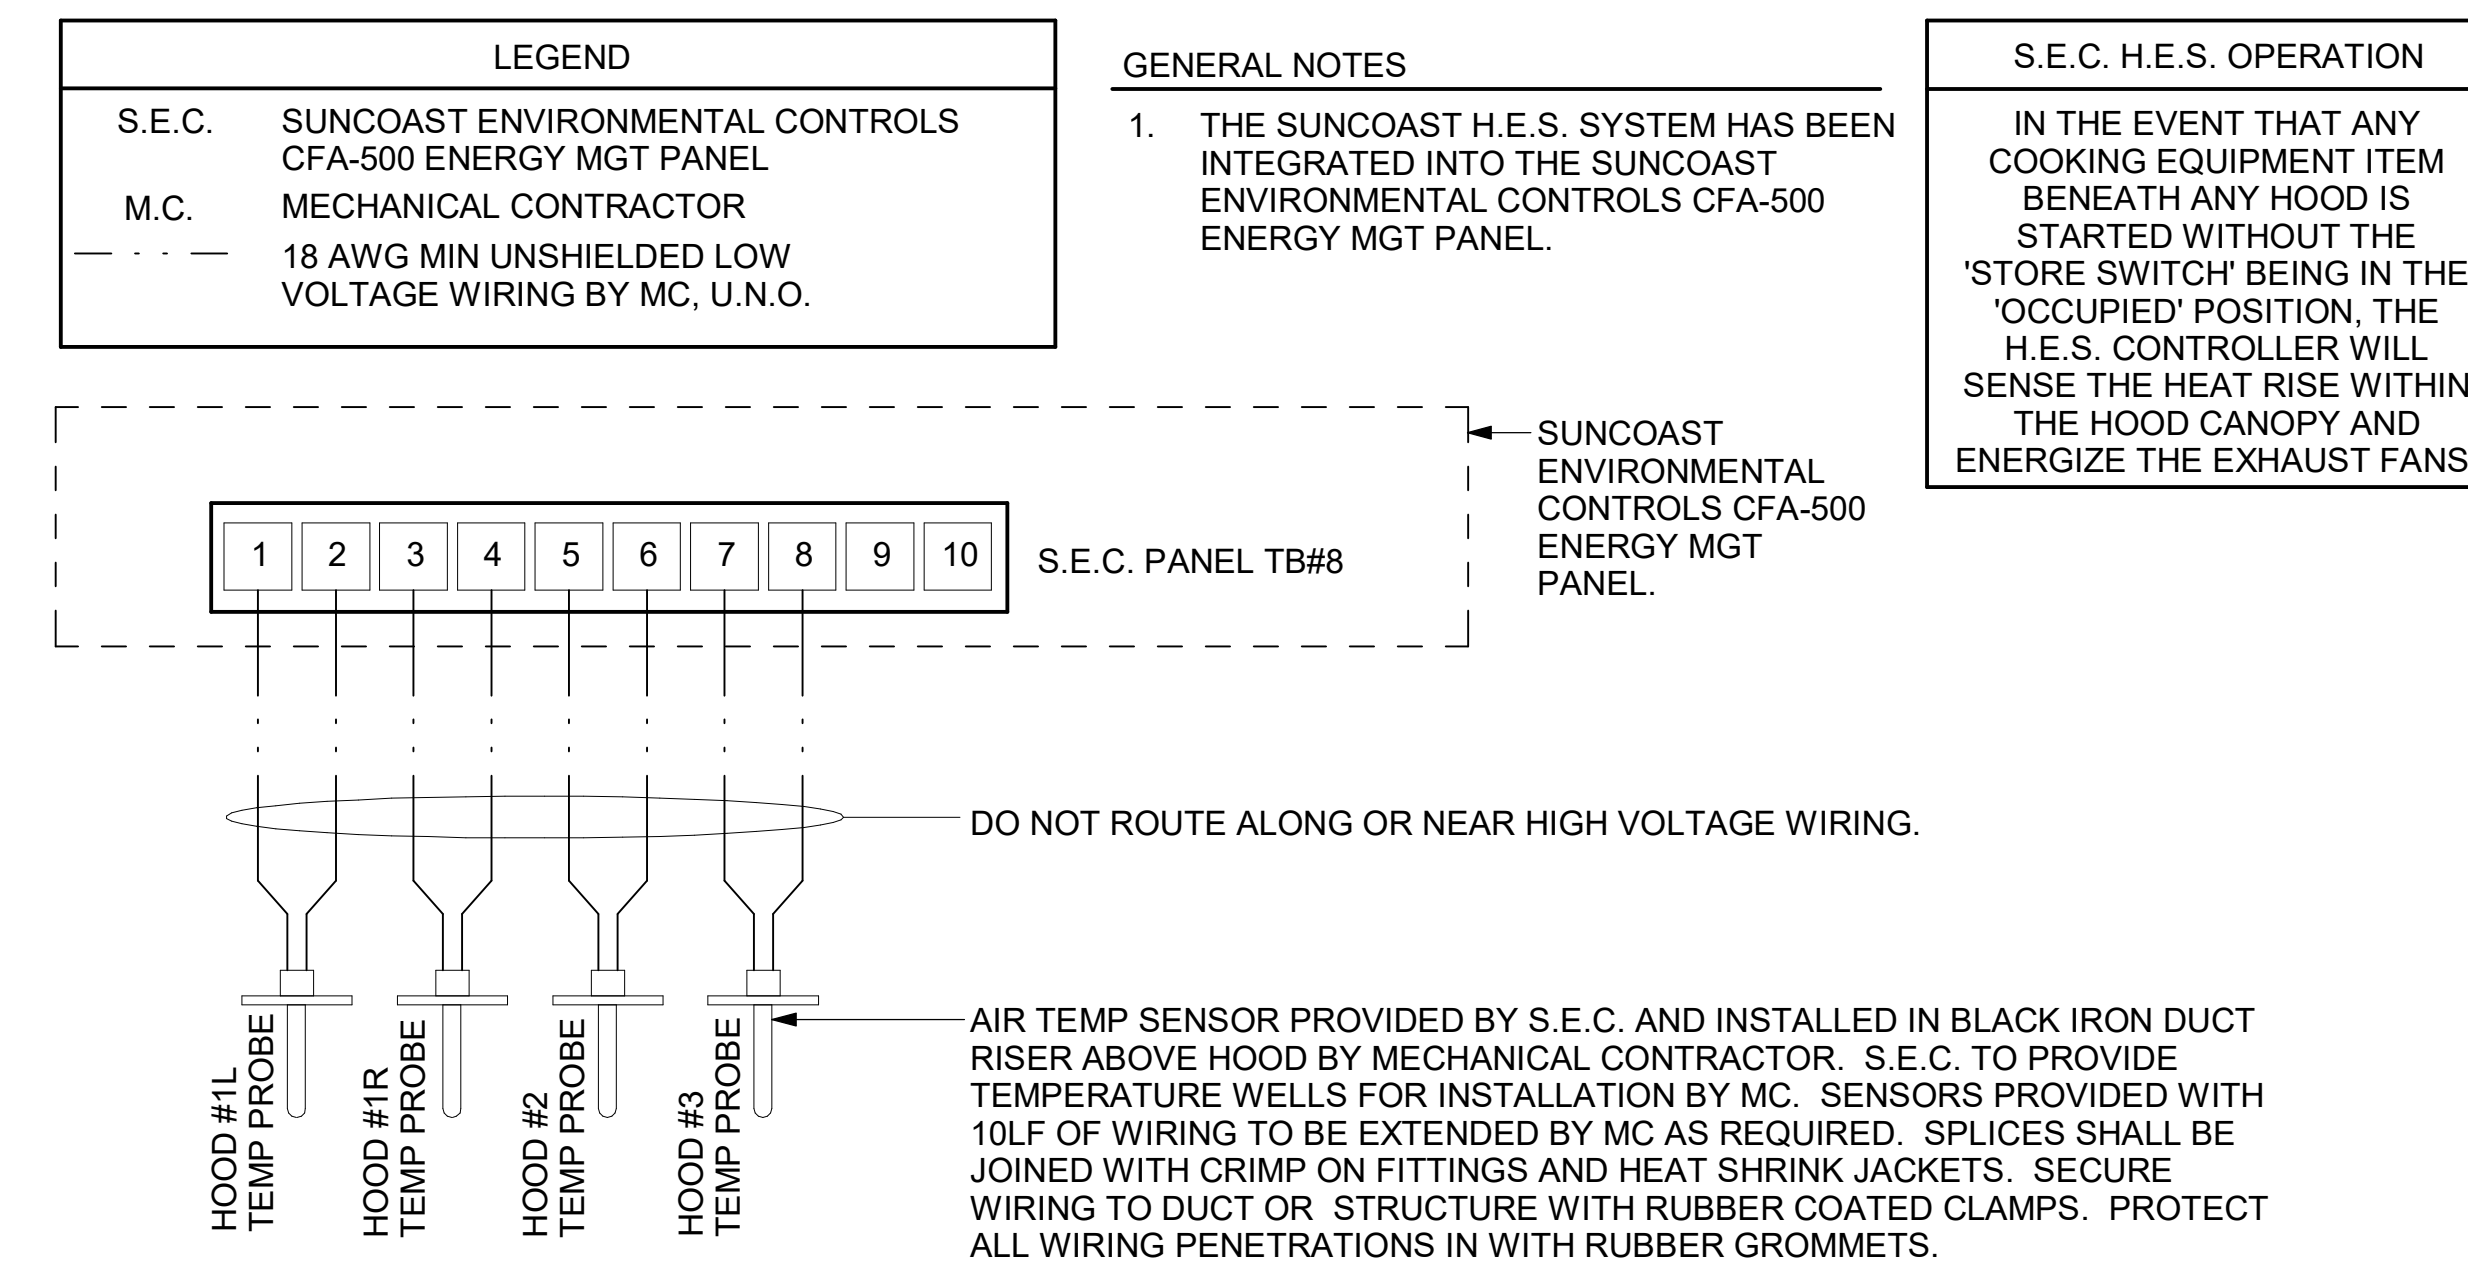 LEGEND
S.E.C. SUNCOAST ENVIRONMENTAL CONTROLS
CFA-500 ENERGY MGT PANEL
M.C. MECHANICAL CONTRACTOR
18 AWG MIN UNSHIELDED LOW
VOLTAGE WIRING BY MC, U.N.O.
GENERAL NOTES
1. THE SUNCOAST H.E.S. SYSTEM HAS BEEN
INTEGRATED INTO THE SUNCOAST
ENVIRONMENTAL CONTROLS CFA-500
ENERGY MGT PANEL.
S.E.C. H.E.S. OPERATION
IN THE EVENT THAT ANY
COOKING EQUIPMENT ITEM
BENEATH ANY HOOD IS
STARTED WITHOUT THE
'STORE SWITCH' BEING IN THE
'OCCUPIED' POSITION, THE
H.E.S. CONTROLLER WILL
SENSE THE HEAT RISE WITHIN
THE HOOD CANOPY AND
ENERGIZE THE EXHAUST FANS
SUNCOAST
ENVIRONMENTAL
CONTROLS CFA-500
ENERGY MGT
PANEL.
1 2 3 4 5 6 7 8 9 10
S.E.C. PANEL TB#8
DO NOT ROUTE ALONG OR NEAR HIGH VOLTAGE WIRING.
HOOD #1L
TEMP PROBE
HOOD #1R
TEMP PROBE
HOOD #2
TEMP PROBE
HOOD #3
TEMP PROBE
AIR TEMP SENSOR PROVIDED BY S.E.C. AND INSTALLED IN BLACK IRON DUCT
RISER ABOVE HOOD BY MECHANICAL CONTRACTOR. S.E.C. TO PROVIDE
TEMPERATURE WELLS FOR INSTALLATION BY MC. SENSORS PROVIDED WITH
10LF OF WIRING TO BE EXTENDED BY MC AS REQUIRED. SPLICES SHALL BE
JOINED WITH CRIMP ON FITTINGS AND HEAT SHRINK JACKETS. SECURE
WIRING TO DUCT OR STRUCTURE WITH RUBBER COATED CLAMPS. PROTECT
ALL WIRING PENETRATIONS IN WITH RUBBER GROMMETS.